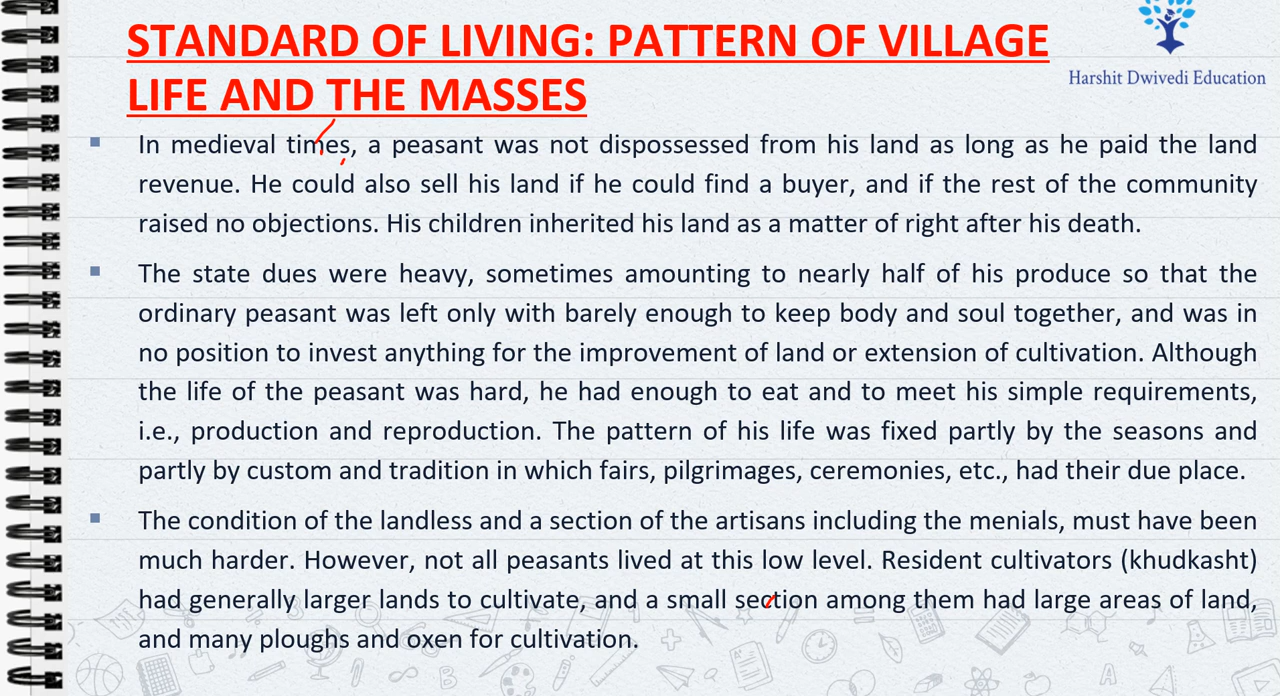 STANDARD OF LIVING: PATTERN OF VILLAGE
LIFE AND THE MASSES
Harshit Dwivedi Education
▪ In medieval times, a peasant was not dispossessed from his land as long as he paid the land
revenue. He could also sell his land if he could find a buyer, and if the rest of the community
raised no objections. His children inherited his land as a matter of right after his death.
▪ The state dues were heavy, sometimes amounting to nearly half of his produce so that the
ordinary peasant was left only with barely enough to keep body and soul together, and was in
no position to invest anything for the improvement of land or extension of cultivation. Although
the life of the peasant was hard, he had enough to eat and to meet his simple requirements,
i.e., production and reproduction. The pattern of his life was fixed partly by the seasons and
partly by custom and tradition in which fairs, pilgrimages, ceremonies, etc., had their due place.
▪ The condition of the landless and a section of the artisans including the menials, must have been
much harder. However, not all peasants lived at this low level. Resident cultivators (khudkasht)
had generally larger lands to cultivate, and a small section among them had large areas of land,
and many ploughs and oxen for cultivation.